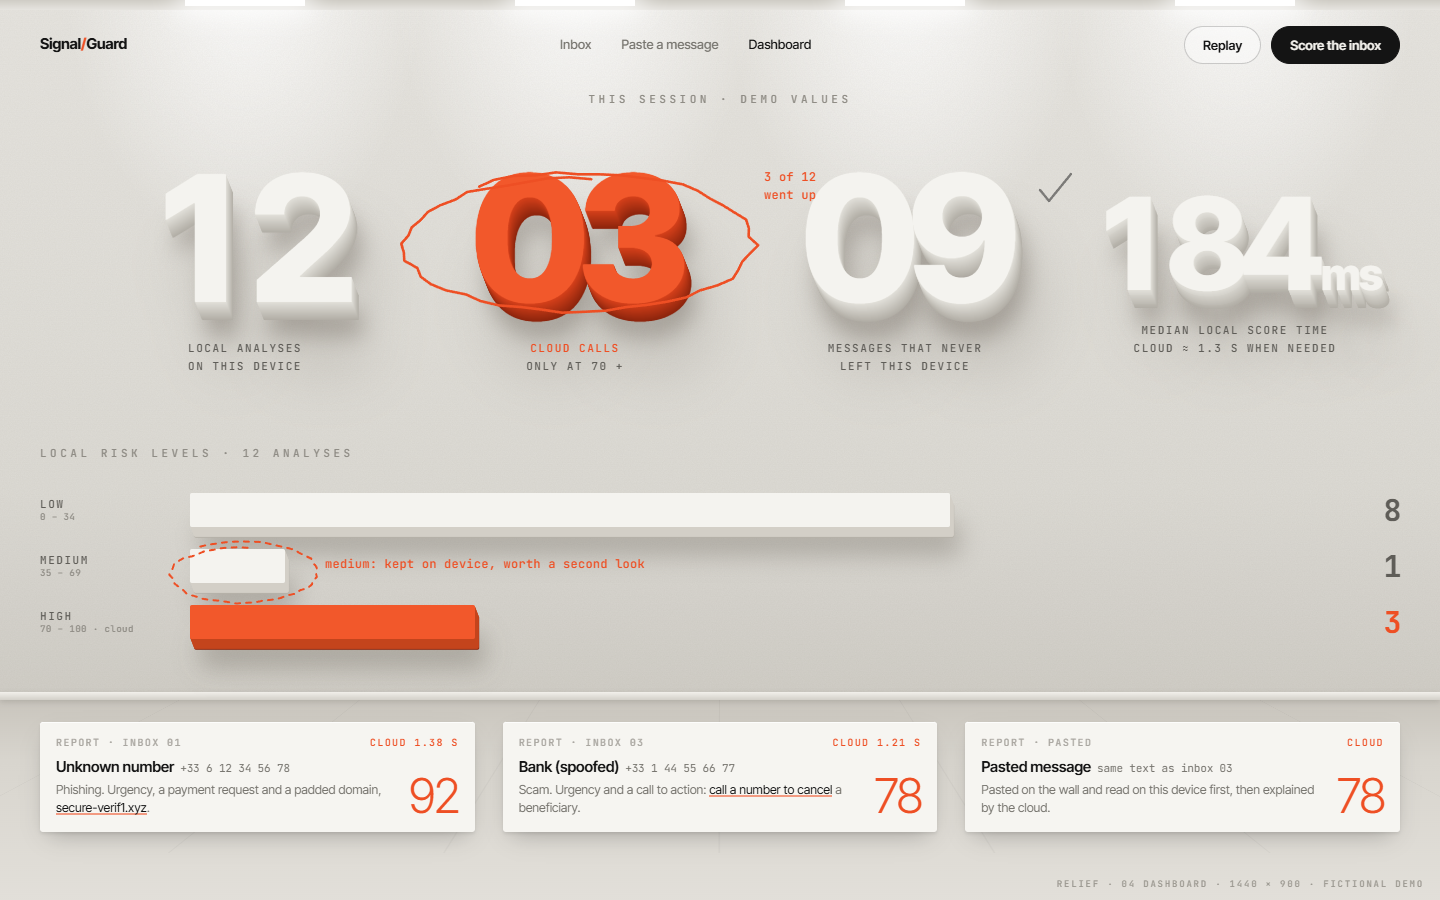 Signal/Guard
Inbox
Paste a message
Dashboard
Replay
Score the inbox
THIS SESSION · DEMO VALUES
12
LOCAL ANALYSES
ON THIS DEVICE
03
CLOUD CALLS
ONLY AT 70 +
3 of 12
went up
09
MESSAGES THAT NEVER
LEFT THIS DEVICE
184ms
MEDIAN LOCAL SCORE TIME
CLOUD ≈ 1.3 S WHEN NEEDED
LOCAL RISK LEVELS · 12 ANALYSES
LOW
0 – 34
8
MEDIUM
35 – 69
medium: kept on device, worth a second look
1
HIGH
70 – 100 · cloud
3
REPORT · INBOX 01
CLOUD 1.38 S
Unknown number +33 6 12 34 56 78
Phishing. Urgency, a payment request and a padded domain,
secure-verif1.xyz.
92
REPORT · INBOX 03
CLOUD 1.21 S
Bank (spoofed) +33 1 44 55 66 77
Scam. Urgency and a call to action: call a number to cancel a
beneficiary.
78
REPORT · PASTED
CLOUD
Pasted message same text as inbox 03
Pasted on the wall and read on this device first, then explained
by the cloud.
78
RELIEF · 04 DASHBOARD · 1440 × 900 · FICTIONAL DEMO